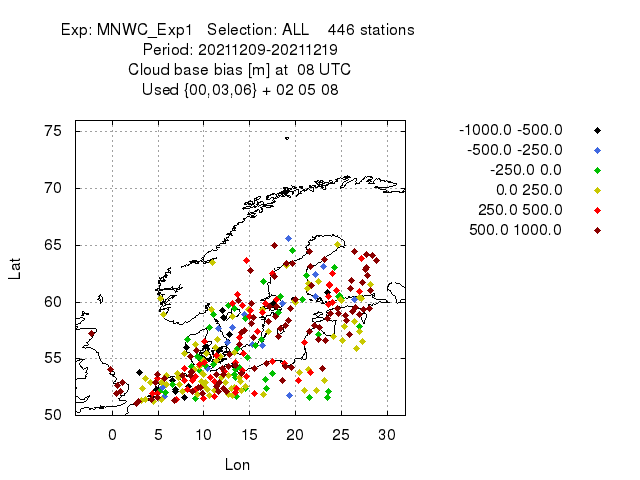 Exp: MNWC_Exp1 Selection: ALL 446 stations
Period: 20211209-20211219
Cloud base bias [m] at 08 UTC
Used {00,03,06} + 02 05 08
-1000.0 -500.0
-500.0 -250.0
-250.0 0.0
0.0 250.0
250.0 500.0
500.0 1000.0
75
70
65
60
55
50
Lat
0 5 10 15 20 25 30
Lon